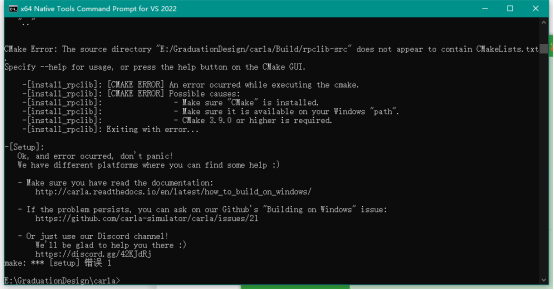 x64 Native Tools Command Prompt for VS 2022
".."
CMake Error: The source directory "E:/GraduationDesign/carla/Build/rpclib-src" does not appear to contain CMakeLists.txt
.
Specify --help for usage, or press the help button on the CMake GUI.
-[install_rpclib]: [CMAKE ERROR] An error ocurred while executing the cmake.
-[install_rpclib]: [CMAKE ERROR] Possible causes:
-[install_rpclib]: - Make sure "CMake" is installed.
-[install_rpclib]: - Make sure it is available on your Windows "path".
-[install_rpclib]: - CMake 3.9.0 or higher is required.
-[install_rpclib]: Exiting with error...
-[Setup]:
Ok, and error ocurred, don't panic!
We have different platforms where you can find some help :)
- Make sure you have read the documentation:
http://carla.readthedocs.io/en/latest/how_to_build_on_windows/
- If the problem persists, you can ask on our Github's "Building on Windows" issue:
https://github.com/carla-simulator/carla/issues/21
- Or just use our Discord channel!
We'll be glad to help you there :)
https://discord.gg/42KJdRj
make: *** [setup] 错误 1
E:\GraduationDesign\carla>